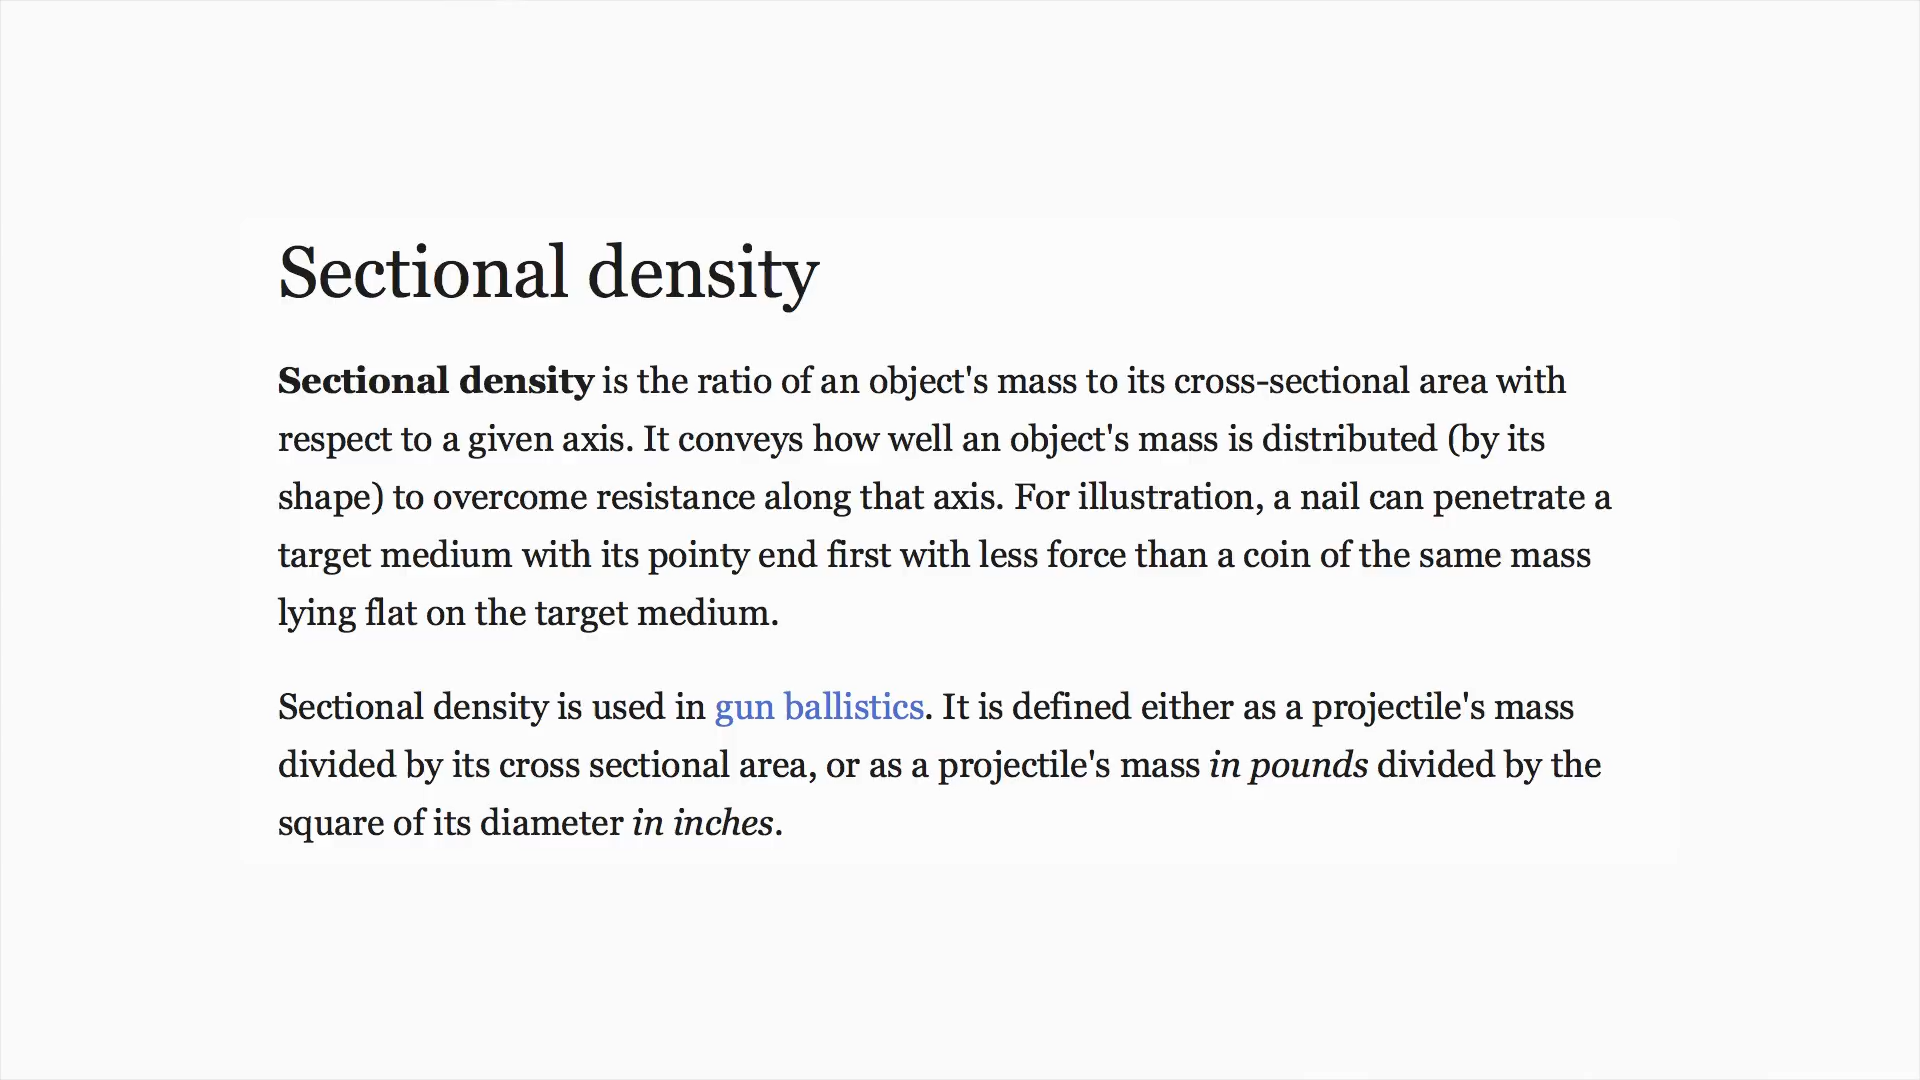 Sectional density
Sectional density is the ratio of an object's mass to its cross-sectional area with
respect to a given axis. It conveys how well an object's mass is distributed (by its
shape) to overcome resistance along that axis. For illustration, a nail can penetrate a
target medium with its pointy end first with less force than a coin of the same mass
lying flat on the target medium.
Sectional density is used in gun ballistics. It is defined either as a projectile's mass
divided by its cross sectional area, or as a projectile's mass in pounds divided by the
square of its diameter in inches.